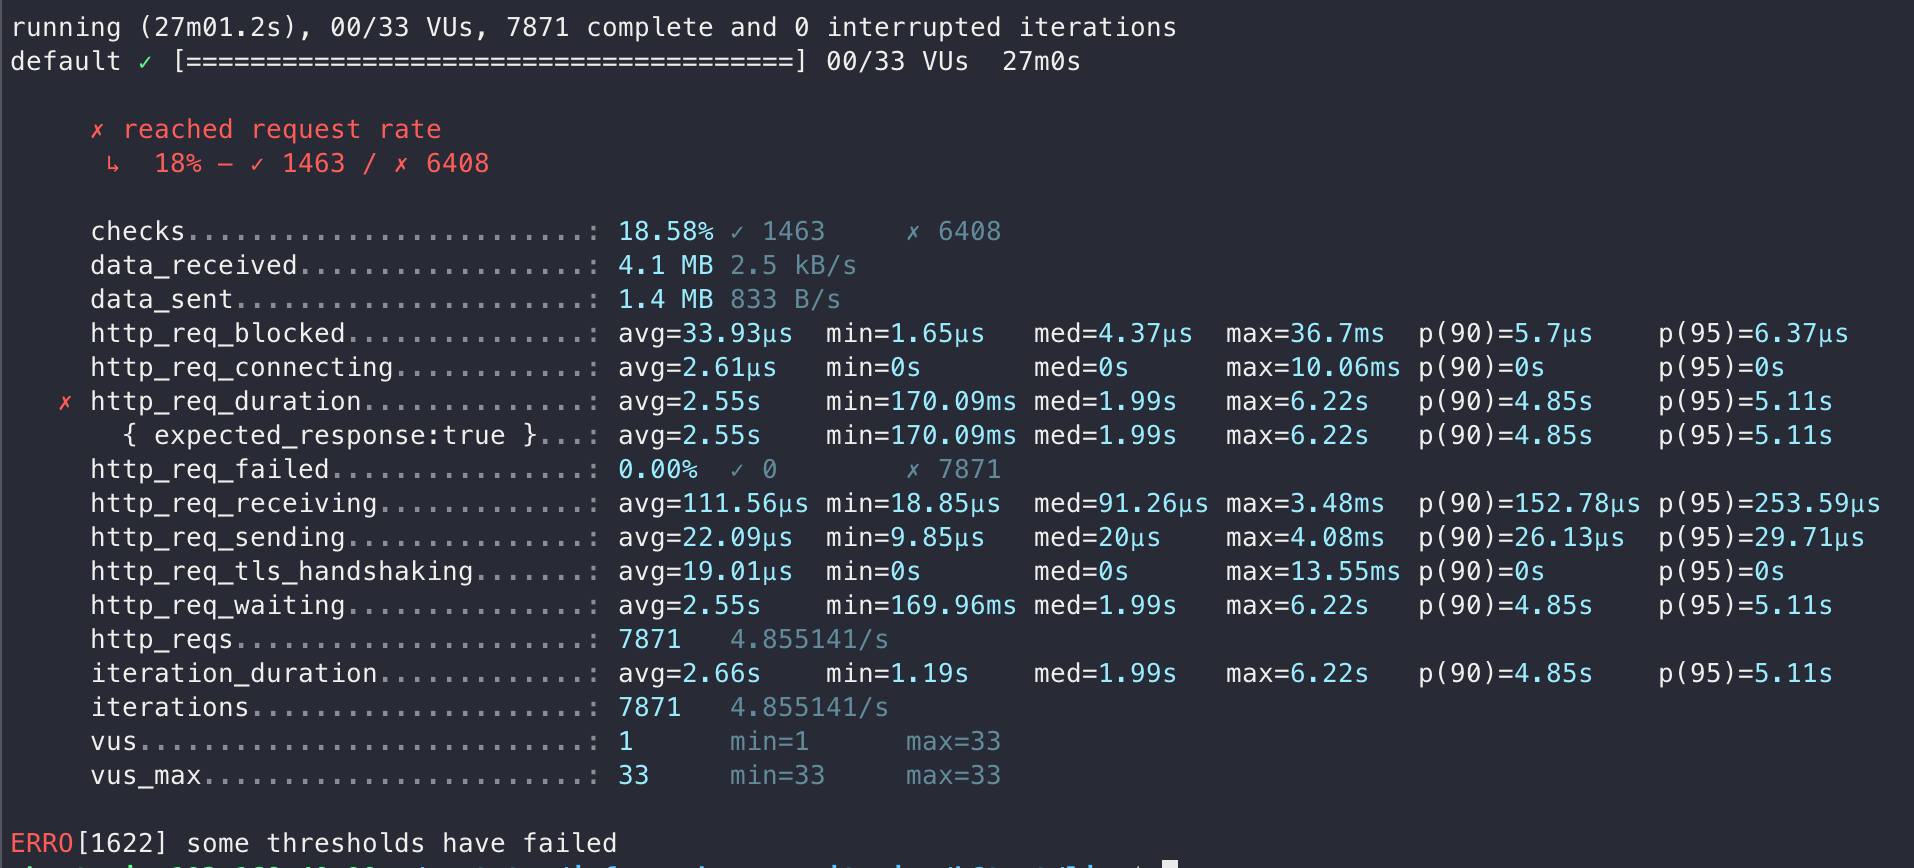 running (27m01.2s), 00/33 VUs, 7871 complete and 0 interrupted iterations
default ✓ [======================================] 00/33 VUs  27m0s
✗ reached request rate
↳  18% — ✓ 1463 / ✗ 6408
checks.........................: 18.58% ✓ 1463     ✗ 6408
data_received..................: 4.1 MB 2.5 kB/s
data_sent......................: 1.4 MB 833 B/s
http_req_blocked...............: avg=33.93µs  min=1.65µs   med=4.37µs  max=36.7ms  p(90)=5.7µs    p(95)=6.37µs
http_req_connecting............: avg=2.61µs   min=0s       med=0s      max=10.06ms p(90)=0s       p(95)=0s
✗ http_req_duration..............: avg=2.55s    min=170.09ms med=1.99s   max=6.22s   p(90)=4.85s    p(95)=5.11s
{ expected_response:true }...: avg=2.55s    min=170.09ms med=1.99s   max=6.22s   p(90)=4.85s    p(95)=5.11s
http_req_failed................: 0.00%  ✓ 0        ✗ 7871
http_req_receiving.............: avg=111.56µs min=18.85µs  med=91.26µs max=3.48ms  p(90)=152.78µs p(95)=253.59µs
http_req_sending...............: avg=22.09µs  min=9.85µs   med=20µs    max=4.08ms  p(90)=26.13µs  p(95)=29.71µs
http_req_tls_handshaking.......: avg=19.01µs  min=0s       med=0s      max=13.55ms p(90)=0s       p(95)=0s
http_req_waiting...............: avg=2.55s    min=169.96ms med=1.99s   max=6.22s   p(90)=4.85s    p(95)=5.11s
http_reqs......................: 7871   4.855141/s
iteration_duration.............: avg=2.66s    min=1.19s    med=1.99s   max=6.22s   p(90)=4.85s    p(95)=5.11s
iterations.....................: 7871   4.855141/s
vus............................: 1      min=1      max=33
vus_max........................: 33     min=33     max=33
ERRO[1622] some thresholds have failed